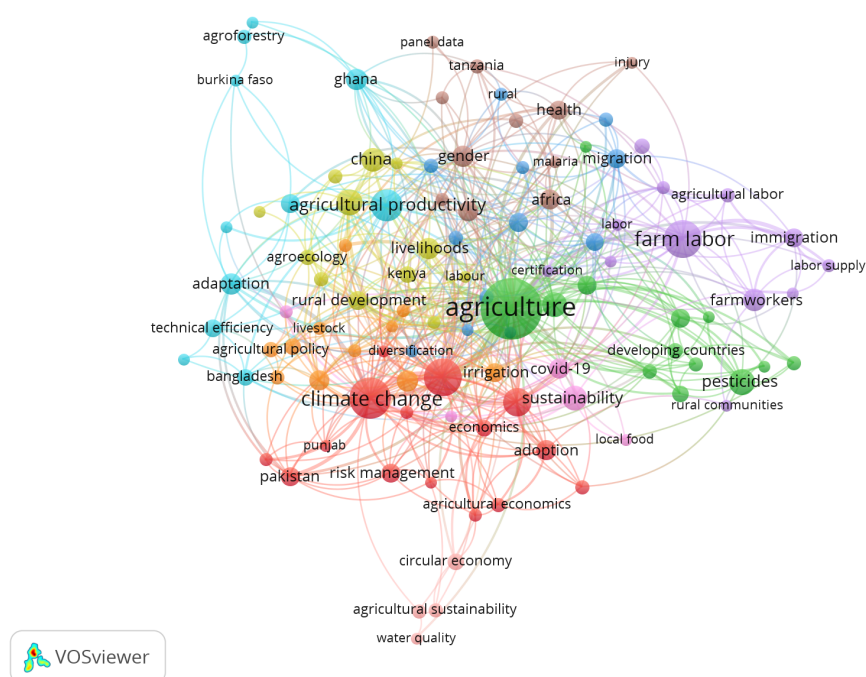 agroforestry
panel data
tanzania
injury
burkina faso
ghana
rural
health
china
gender
malaria
migration
agricultural productivity
africa
agricultural labor
labor
farm labor
immigration
livelihoods
agroecology
kenya
labour
certification
labor supply
adaptation
rural development
agriculture
farmworkers
technical efficiency
livestock
agricultural policy
diversification
developing countries
bangladesh
irrigation
covid-19
pesticides
climate change
sustainability
rural communities
economics
local food
punjab
adoption
pakistan
risk management
agricultural economics
circular economy
agricultural sustainability
water quality
VOSviewer